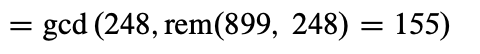 = gcd (248, rem(899, 248) = 155)